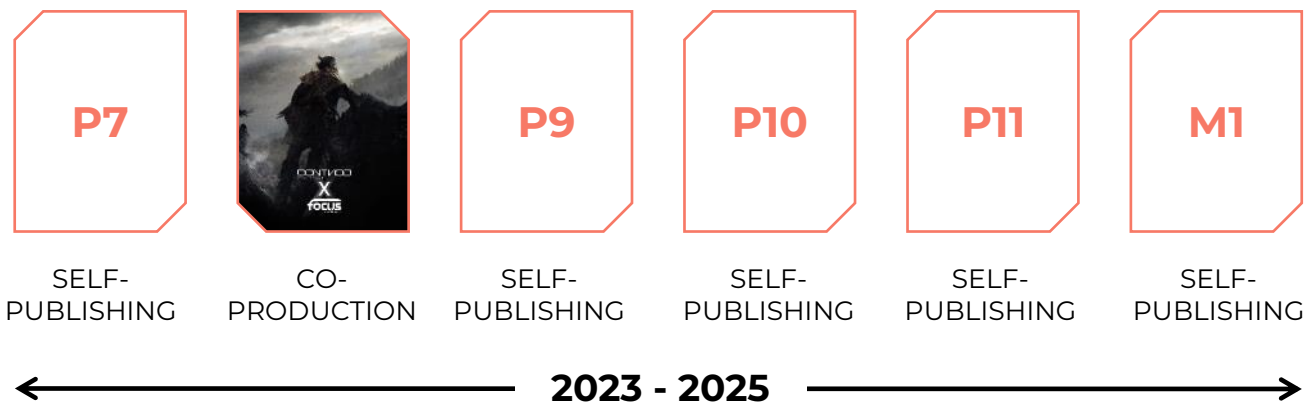 P7
DONTNOD
X
FOCUS
P9
P10
P11
M1
SELF-
PUBLISHING
CO-
PRODUCTION
SELF-
PUBLISHING
SELF-
PUBLISHING
SELF-
PUBLISHING
SELF-
PUBLISHING
2023 - 2025